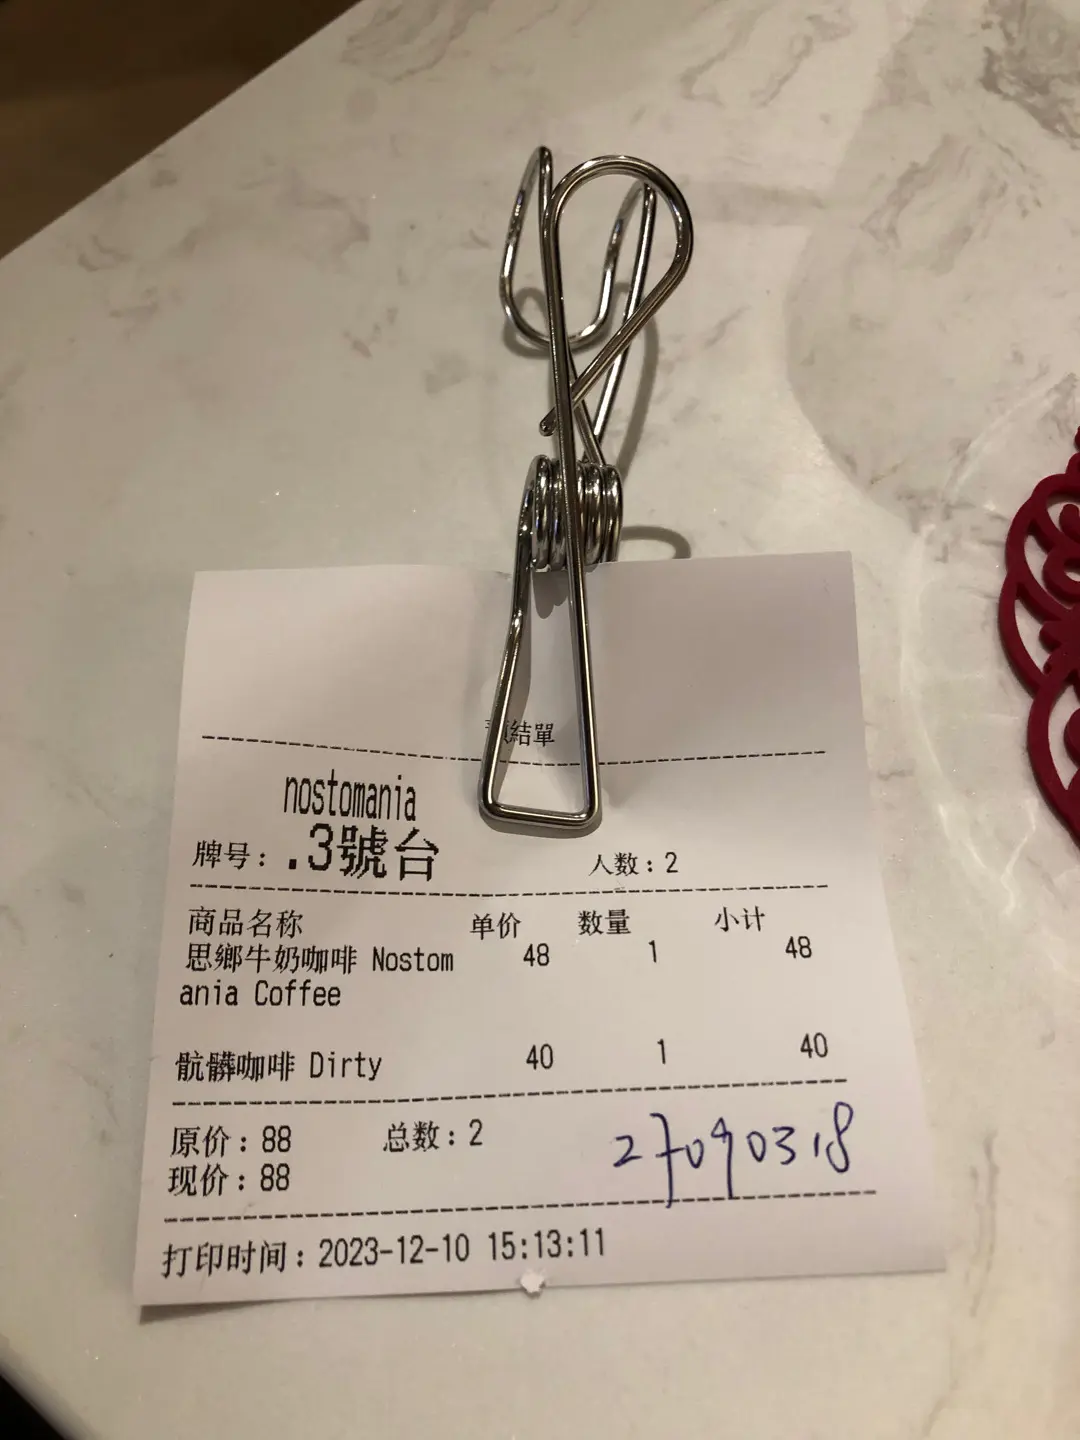 結單
nostomania
牌号: .3號台 人数:2
商品名称 单价 数量 小计
思鄉牛奶咖啡 Nostom 48 1 48
ania Coffee
骯髒咖啡 Dirty 40 1 40
原价:88 总数:2
现价:88
27090318
打印时间:2023-12-10 15:13:11